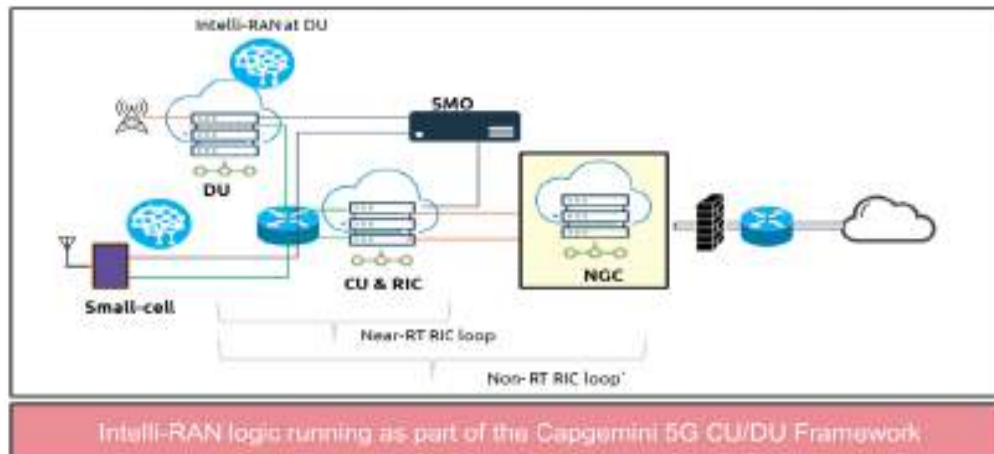 Intelli-RAN at DU
SMO
DU
CU & RIC
NGC
Small-cell
Near-RT RIC loop
Non-RT RIC loop*
Intelli-RAN logic running as part of the Capgemini 5G CU/DU Framework